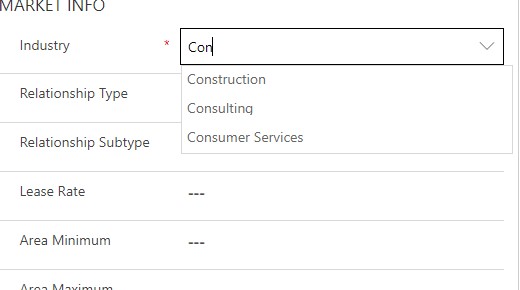 MARKET INFO
Industry * Con
Construction
Consulting
Relationship Type
Consumer Services
Relationship Subtype
Lease Rate ---
Area Minimum ---
Area Maximum